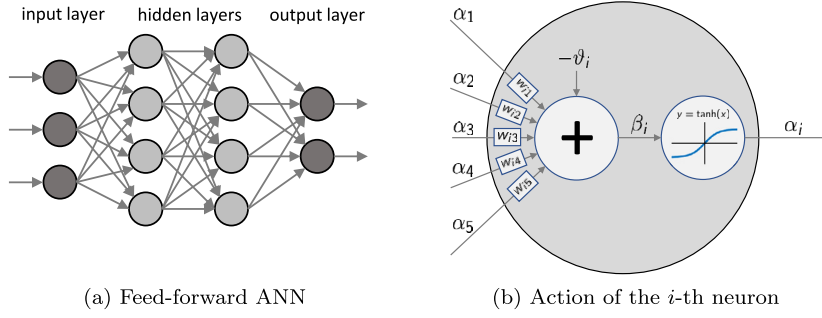 input layer hidden layers output layer
(a) Feed-forward ANN
α1
α2
α3
α4
α5
wi1
wi2
wi3
wi4
wi5
−ϑi
+
βi
y = tanh(x)
αi
(b) Action of the i-th neuron